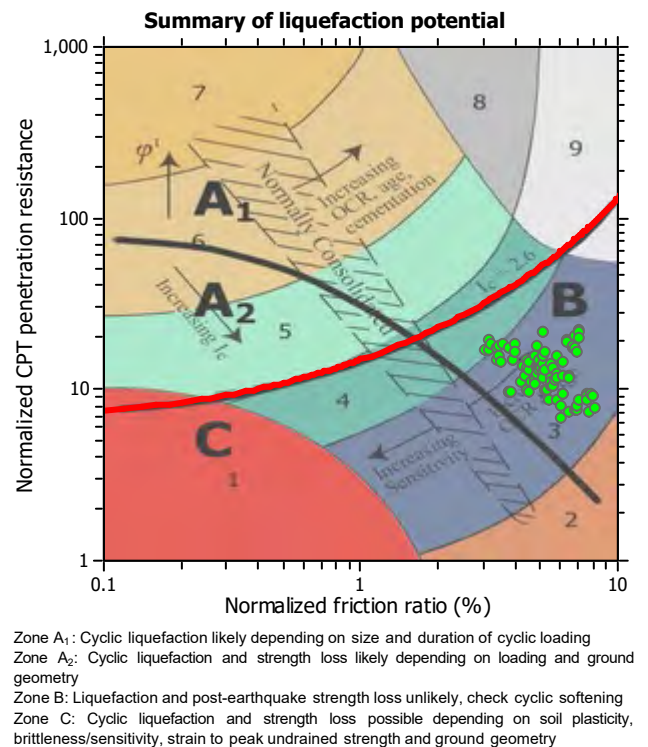 Summary of liquefaction potential
1,000
100
10
1
Normalized CPT penetration resistance
7
8
9
φ'
A1
Increasing
OCR, age,
cementation
Normally Consolidated
6
A2
Increasing Ic
5
Ic = 2.6
B
4
C
1
Increasing
Sensitivity
OCR
3
2
0.1
1
10
Normalized friction ratio (%)
Zone A1: Cyclic liquefaction likely depending on size and duration of cyclic loading
Zone A2: Cyclic liquefaction and strength loss likely depending on loading and ground
geometry
Zone B: Liquefaction and post-earthquake strength loss unlikely, check cyclic softening
Zone C: Cyclic liquefaction and strength loss possible depending on soil plasticity,
brittleness/sensitivity, strain to peak undrained strength and ground geometry